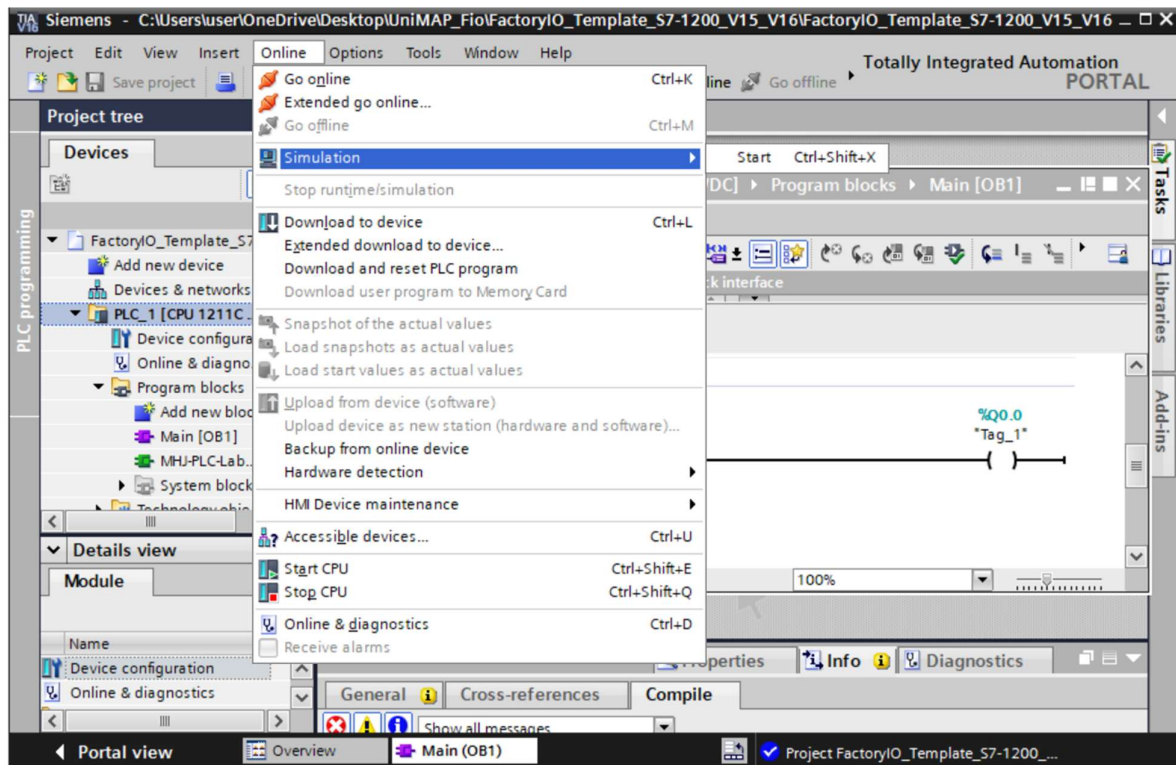 Siemens - C:\Users\user\OneDrive\Desktop\UniMAP_Fio\FactoryIO_Template_S7-1200_V15_V16\FactoryIO_Template_S7-1200_V15_V16
Project Edit View Insert Online Options Tools Window Help
Totally Integrated Automation
PORTAL
Save project
Go offline
Project tree
Devices
PLC programming
FactoryIO_Template_S7
Add new device
Devices & networks
PLC_1 [CPU 1211C ...
Device configura
Online & diagno
Program blocks
Add new bloc
Main [OB1]
MHJ-PLC-Lab...
System block
Details view
Module
Name
Device configuration
Online & diagnostics
Go online Ctrl+K
Extended go online...
Go offline Ctrl+M
Simulation
Start Ctrl+Shift+X
Stop runtime/simulation
Download to device Ctrl+L
Extended download to device...
Download and reset PLC program
Download user program to Memory Card
Snapshot of the actual values
Load snapshots as actual values
Load start values as actual values
Upload from device (software)
Upload device as new station (hardware and software)...
Backup from online device
Hardware detection
HMI Device maintenance
Accessible devices... Ctrl+U
Start CPU Ctrl+Shift+E
Stop CPU Ctrl+Shift+Q
Online & diagnostics Ctrl+D
Receive alarms
Program blocks Main [OB1]
interface
%Q0.0
"Tag_1"
100%
Tasks
Libraries
Add-ins
Info Diagnostics
General Cross-references Compile
Show all messages
Portal view Overview Main (OB1) Project FactoryIO_Template_S7-1200_...